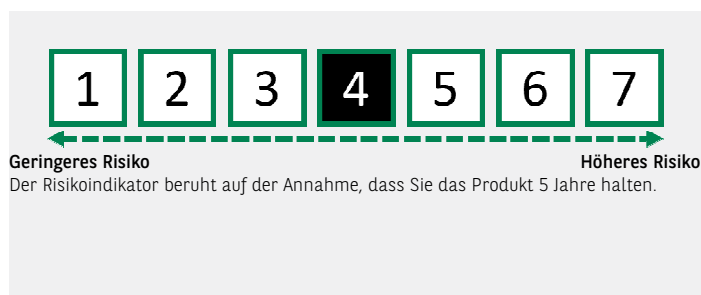 1 2 3 4 5 6 7
Geringeres Risiko Höheres Risiko
Der Risikoindikator beruht auf der Annahme, dass Sie das Produkt 5 Jahre halten.